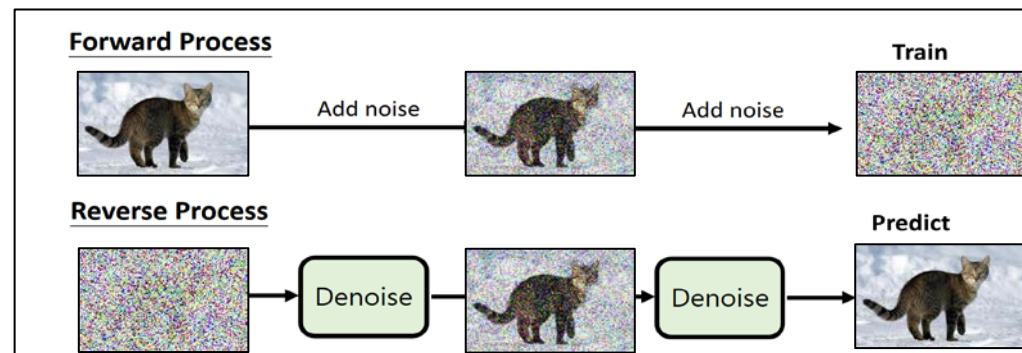 Forward Process
Train
Add noise
Add noise
Reverse Process
Predict
Denoise
Denoise